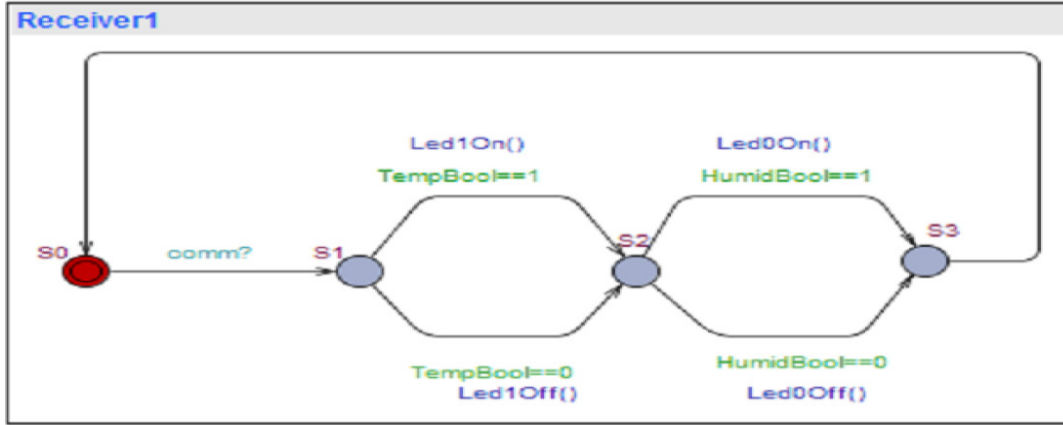 Receiver1
Led1On()
Led0On()
TempBool==1
HumidBool==1
S0
comm?
S1
S2
S3
TempBool==0
HumidBool==0
Led1Off()
Led0Off()